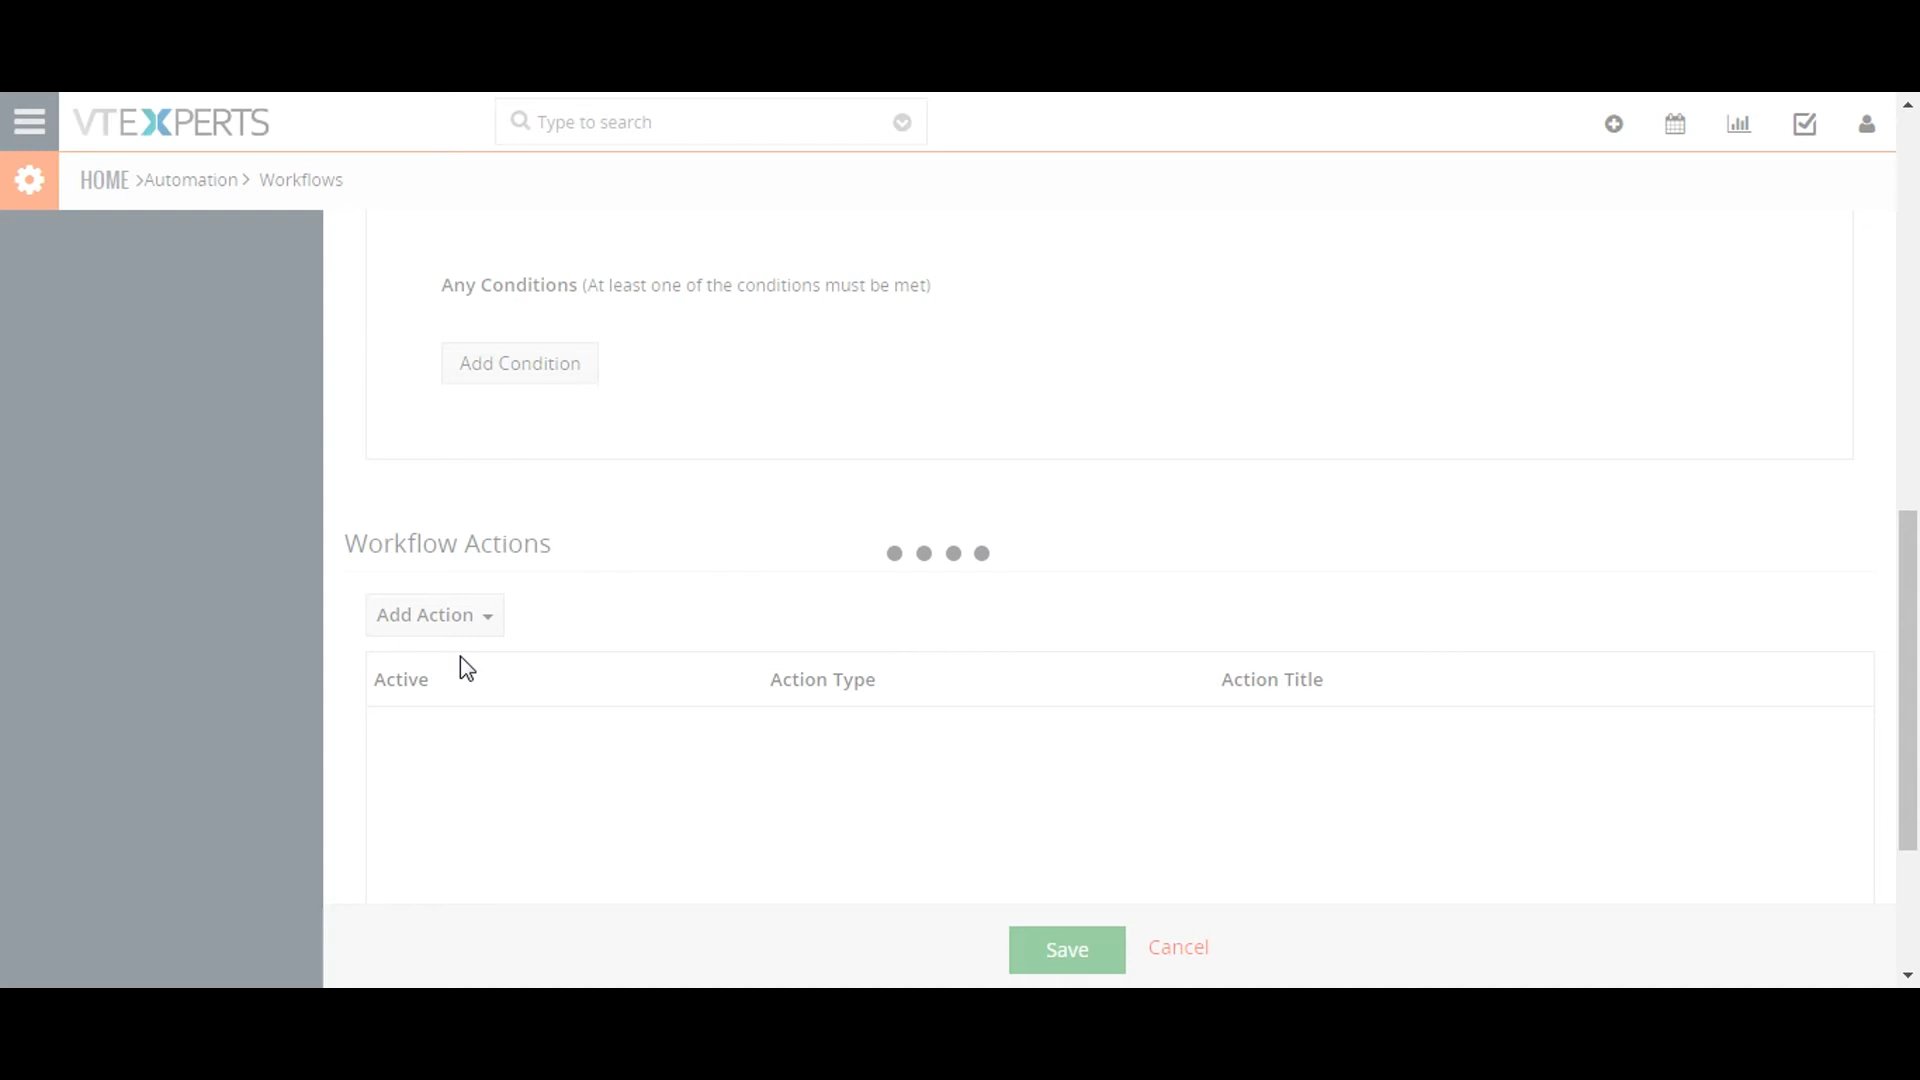 VTEXPERTS
Type to search
HOME >Automation > Workflows
Any Conditions (At least one of the conditions must be met)
Add Condition
Workflow Actions
Add Action
Active Action Type Action Title
Save Cancel